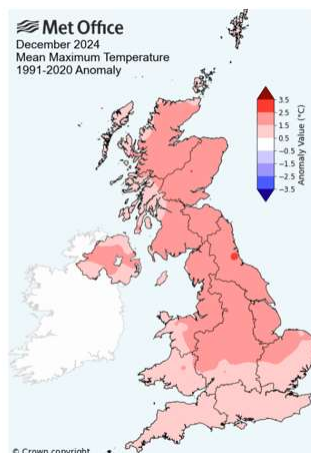 Met Office
December 2024
Mean Maximum Temperature
1991-2020 Anomaly
3.5
2.5
1.5
0.5
−0.5
−1.5
−2.5
−3.5
Anomaly Value (°C)
© Crown copyright